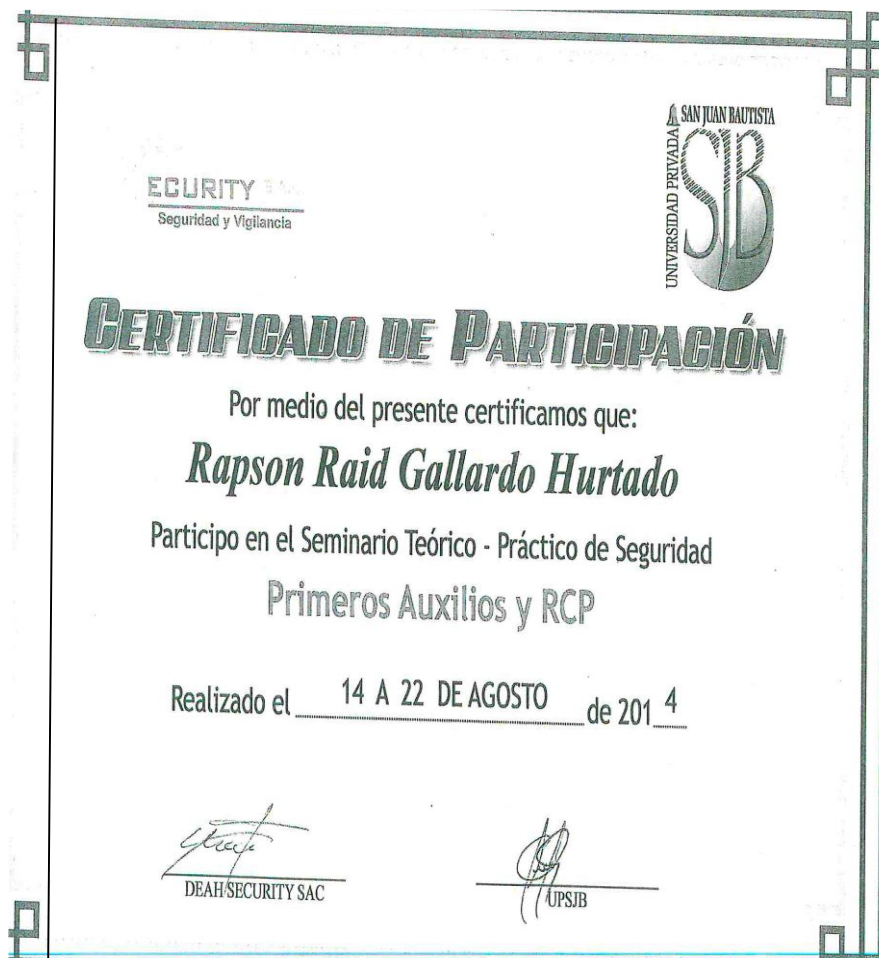 SAN JUAN BAUTISTA
UNIVERSIDAD PRIVADA
SJB
ECURITY
Seguridad y Vigilancia
CERTIFICADO DE PARTICIPACIÓN
Por medio del presente certificamos que:
Rapson Raid Gallardo Hurtado
Participo en el Seminario Teórico - Práctico de Seguridad
Primeros Auxilios y RCP
Realizado el 14 A 22 DE AGOSTO de 201 4
DEAH SECURITY SAC
UPSJB